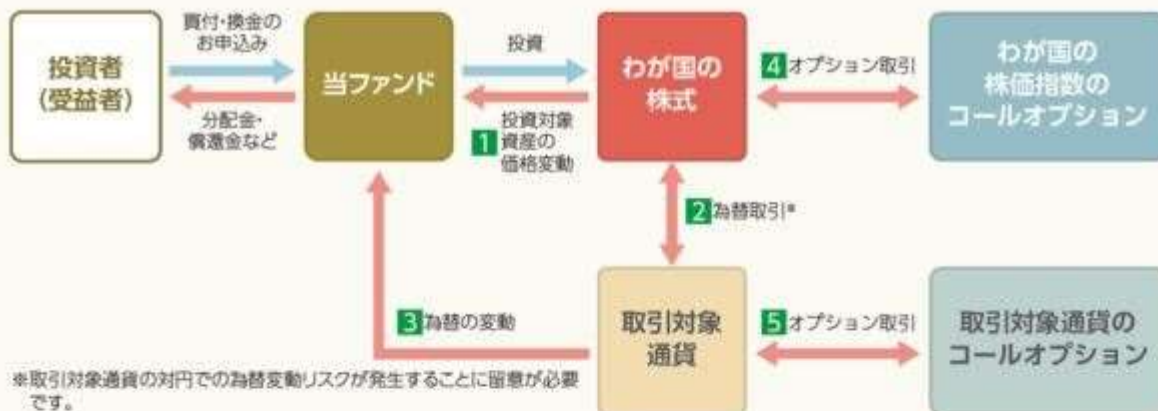 買付・換金の
お申込み
投資者
(受益者)
分配金・
償還金など
当ファンド
投資
1 投資対象
資産の
価格変動
わが国の
株式
4 オプション取引
わが国の
株価指数の
コールオプション
2 為替取引※
3 為替の変動
取引対象
通貨
5 オプション取引
取引対象通貨の
コールオプション
※取引対象通貨の対円での為替変動リスクが発生することに留意が必要
です。